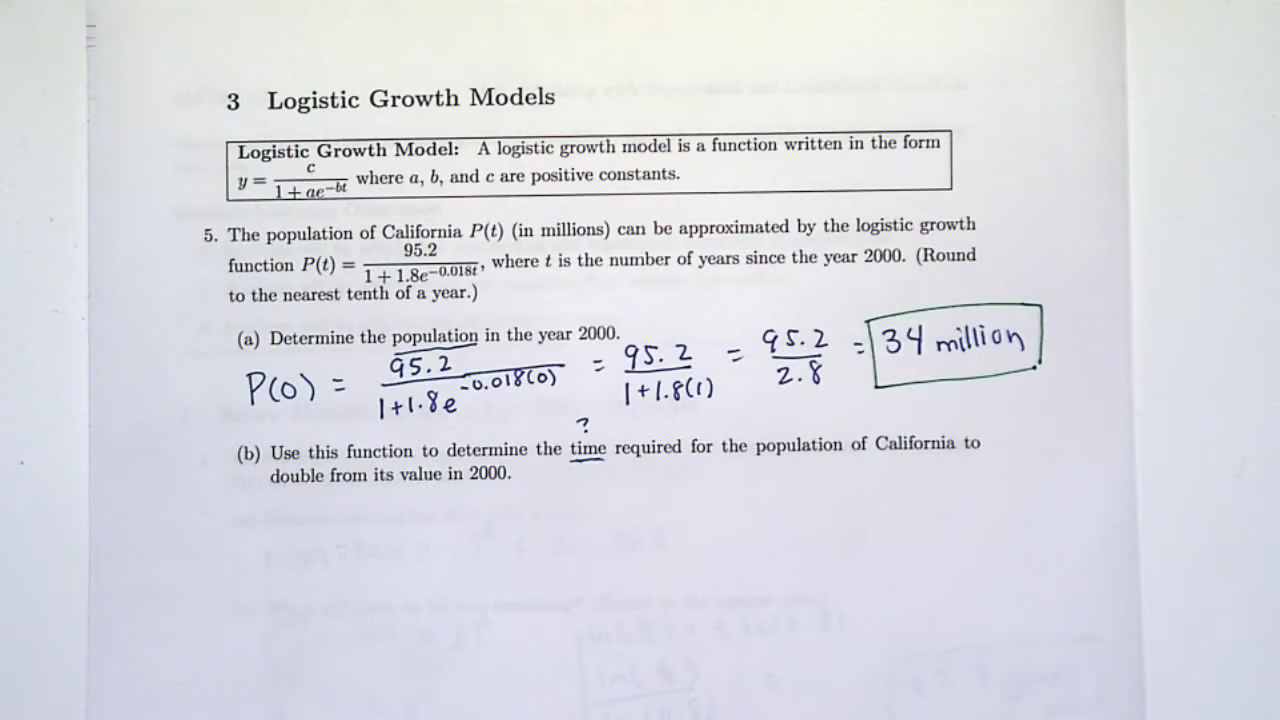 3 Logistic Growth Models
Logistic Growth Model: A logistic growth model is a function written in the form
y = c / (1 + ae^{-bt}) where a, b, and c are positive constants.
5. The population of California P(t) (in millions) can be approximated by the logistic growth
function P(t) = 95.2 / (1 + 1.8e^{-0.018t}), where t is the number of years since the year 2000. (Round
to the nearest tenth of a year.)
(a) Determine the population in the year 2000.
P(0) = 95.2 / (1+1.8e^{-0.018(0)}) = 95.2 / (1+1.8(1)) = 95.2 / 2.8 = 34 million
?
(b) Use this function to determine the time required for the population of California to
double from its value in 2000.